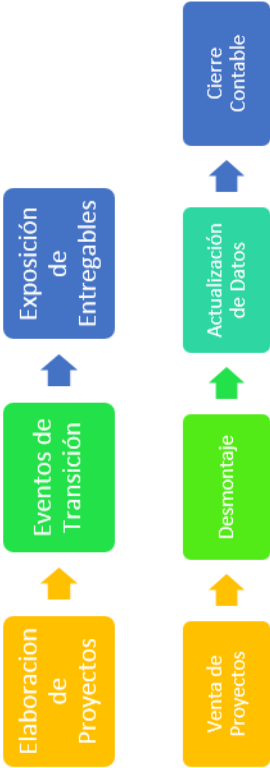 Elaboracion
de
Proyectos
Eventos de
Transición
Exposición
de
Entregables
Venta de
Proyectos
Desmontaje
Actualización
de Datos
Cierre
Contable